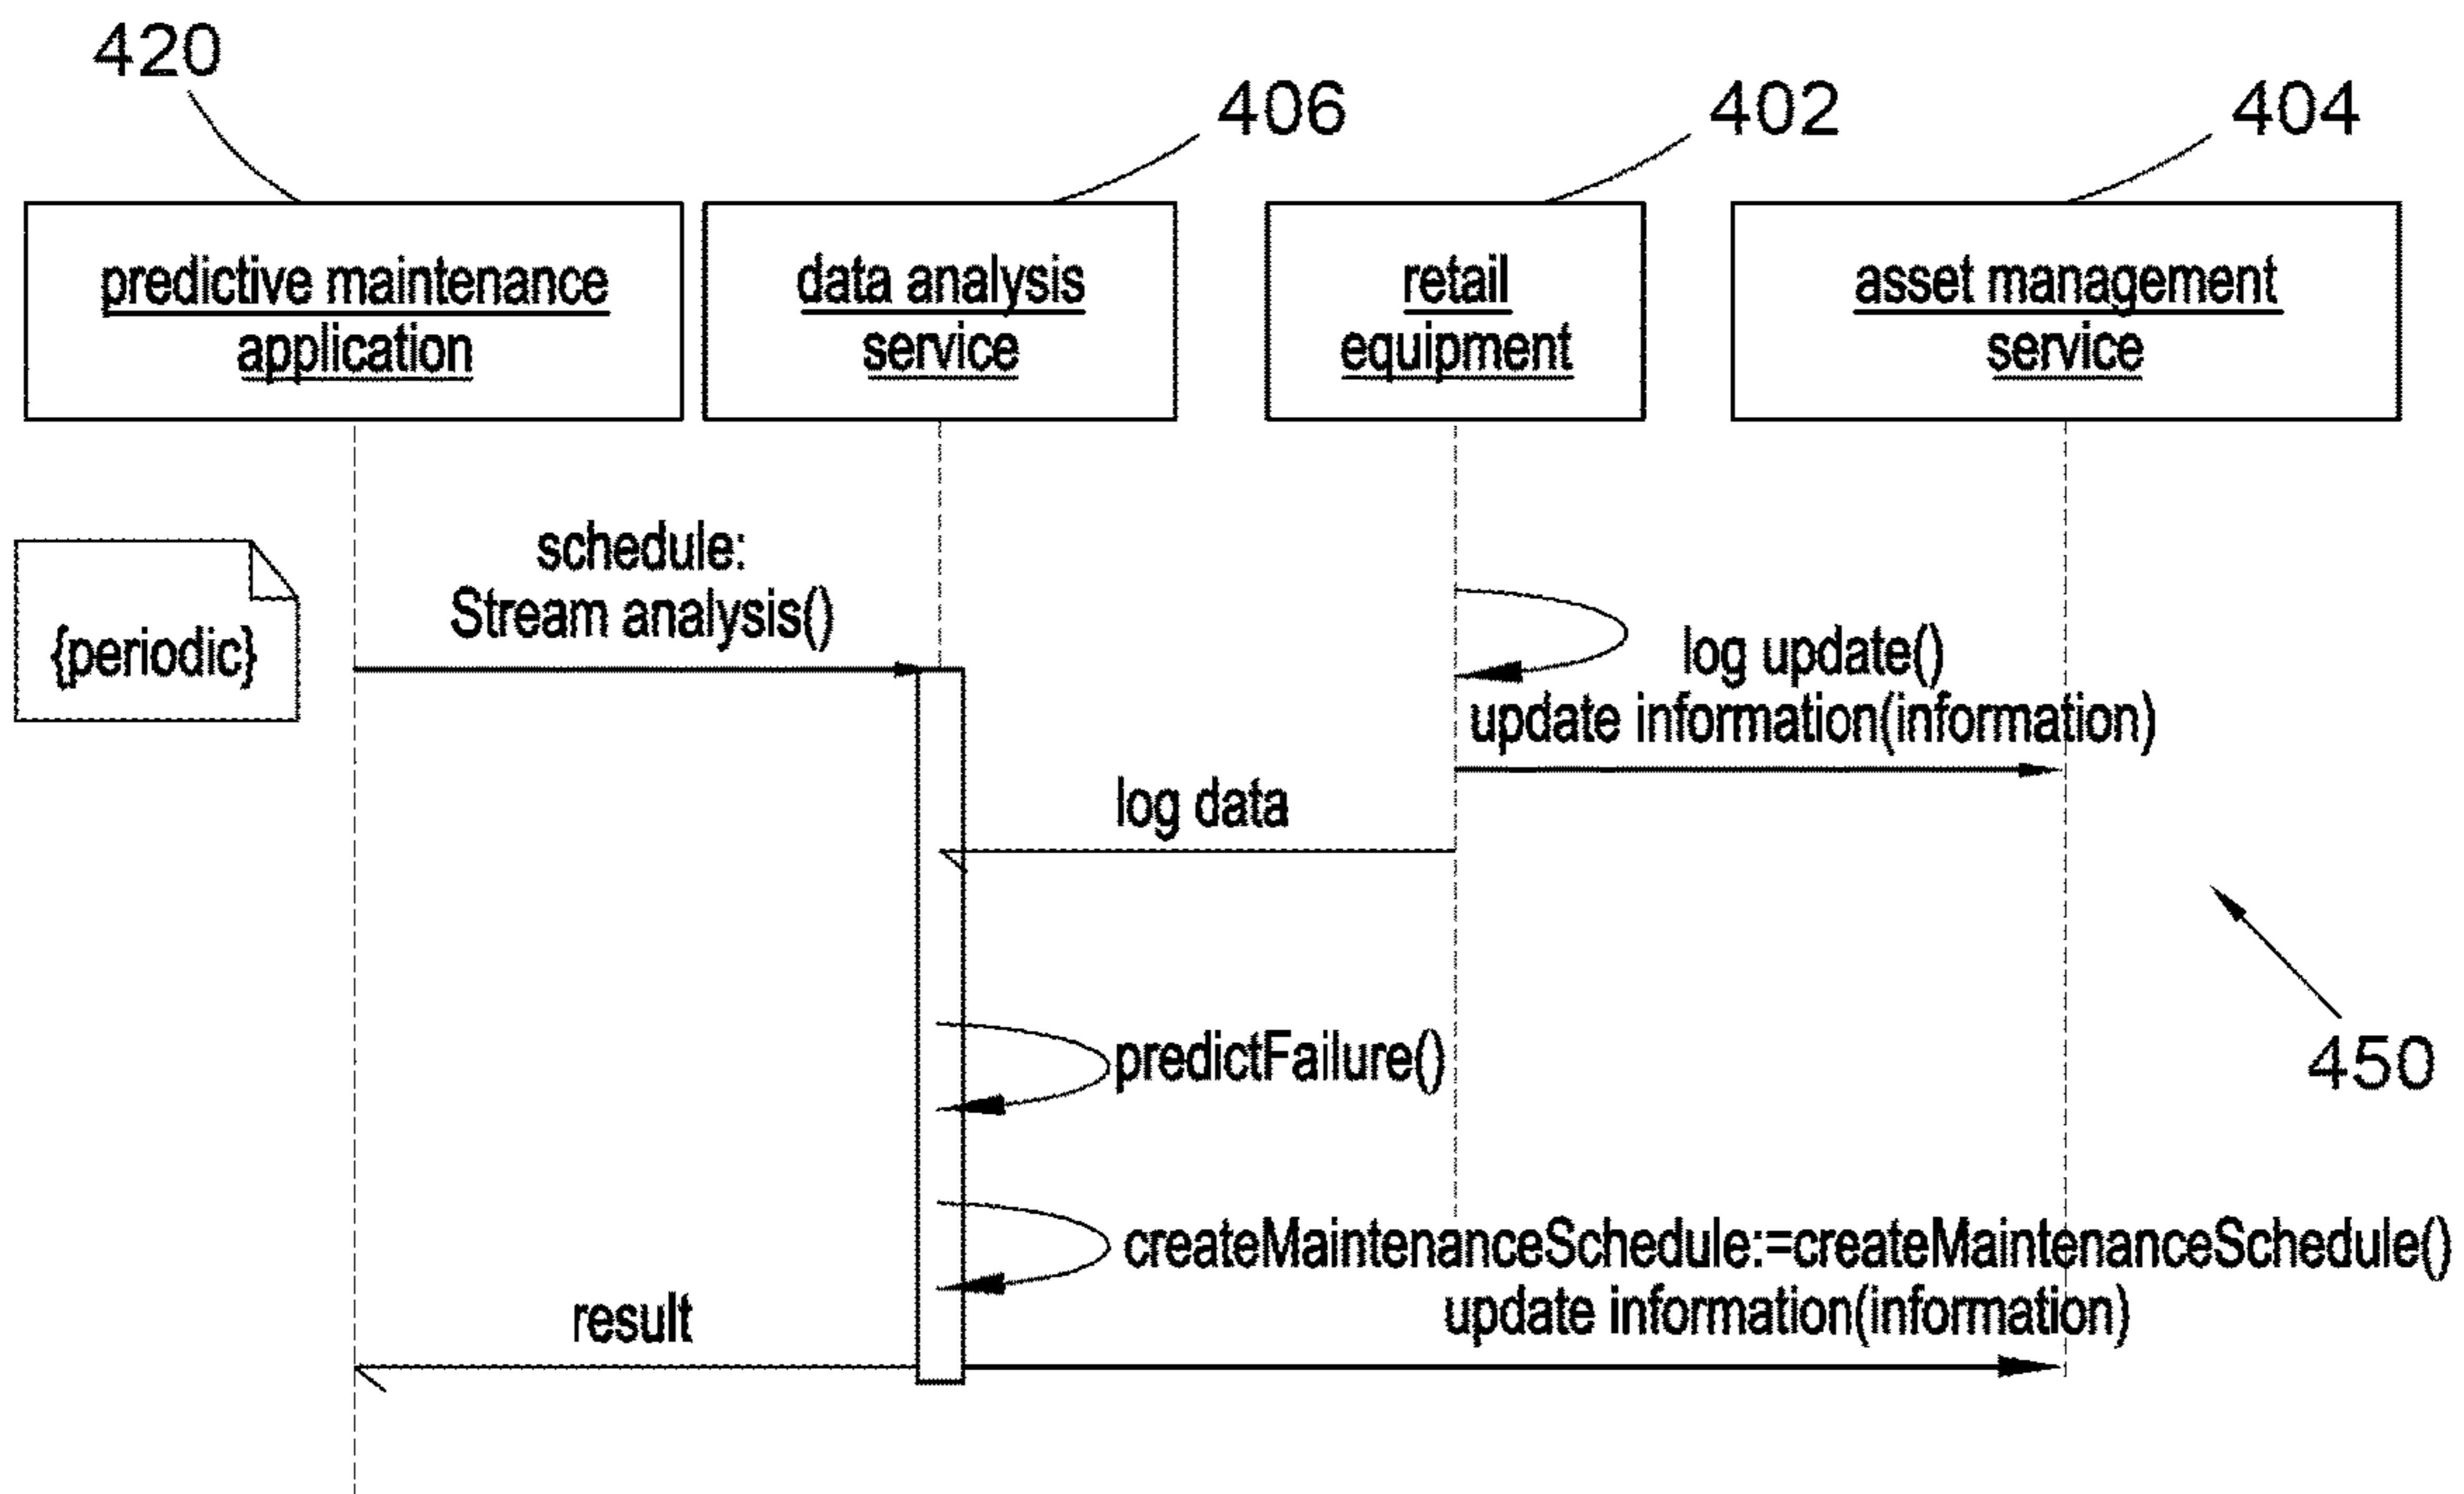 420
406
402
404
predictive maintenance
application
data analysis
service
retail
equipment
asset management
service
schedule:
Stream analysis()
{periodic}
log update()
update information(information)
log data
predictFailure()
450
createMaintenanceSchedule:=createMaintenanceSchedule()
update information(information)
result